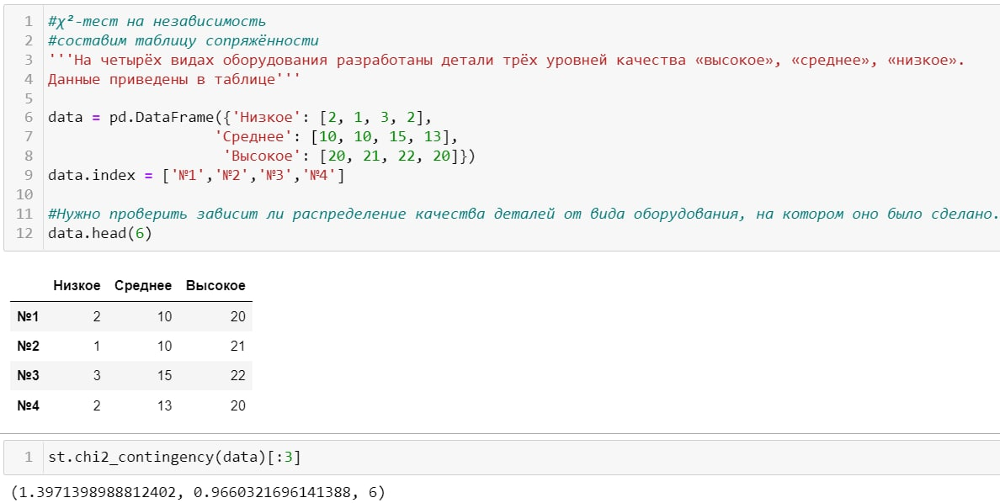 1 #χ²-тест на независимость
2 #составим таблицу сопряжённости
3 '''На четырёх видах оборудования разработаны детали трёх уровней качества «высокое», «среднее», «низкое».
4 Данные приведены в таблице'''
5
6 data = pd.DataFrame({'Низкое': [2, 1, 3, 2],
7 'Среднее': [10, 10, 15, 13],
8 'Высокое': [20, 21, 22, 20]})
9 data.index = ['№1','№2','№3','№4']
10
11 #Нужно проверить зависит ли распределение качества деталей от вида оборудования, на котором оно было сделано.
12 data.head(6)
Низкое Среднее Высокое
№1 2 10 20
№2 1 10 21
№3 3 15 22
№4 2 13 20
1 st.chi2_contingency(data)[:3]
(1.3971398988812402, 0.9660321696141388, 6)